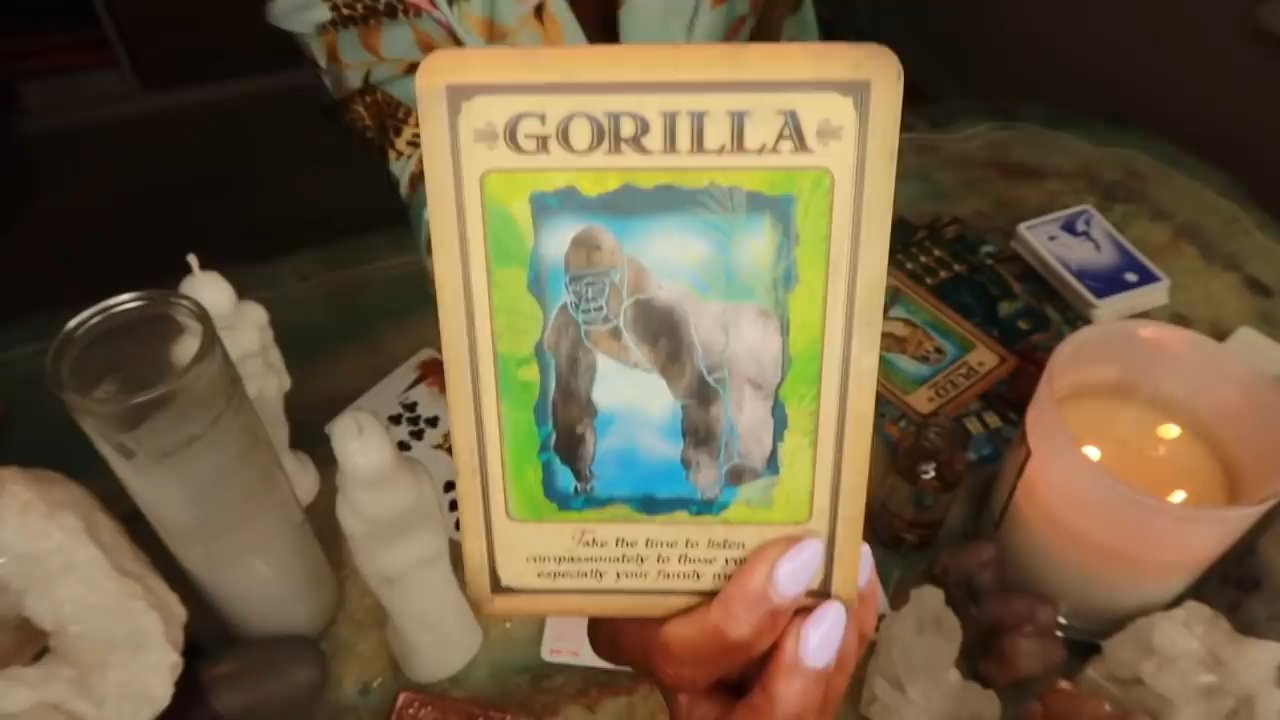 GORILLA
Take the time to listen
compassionately to those
especially your family